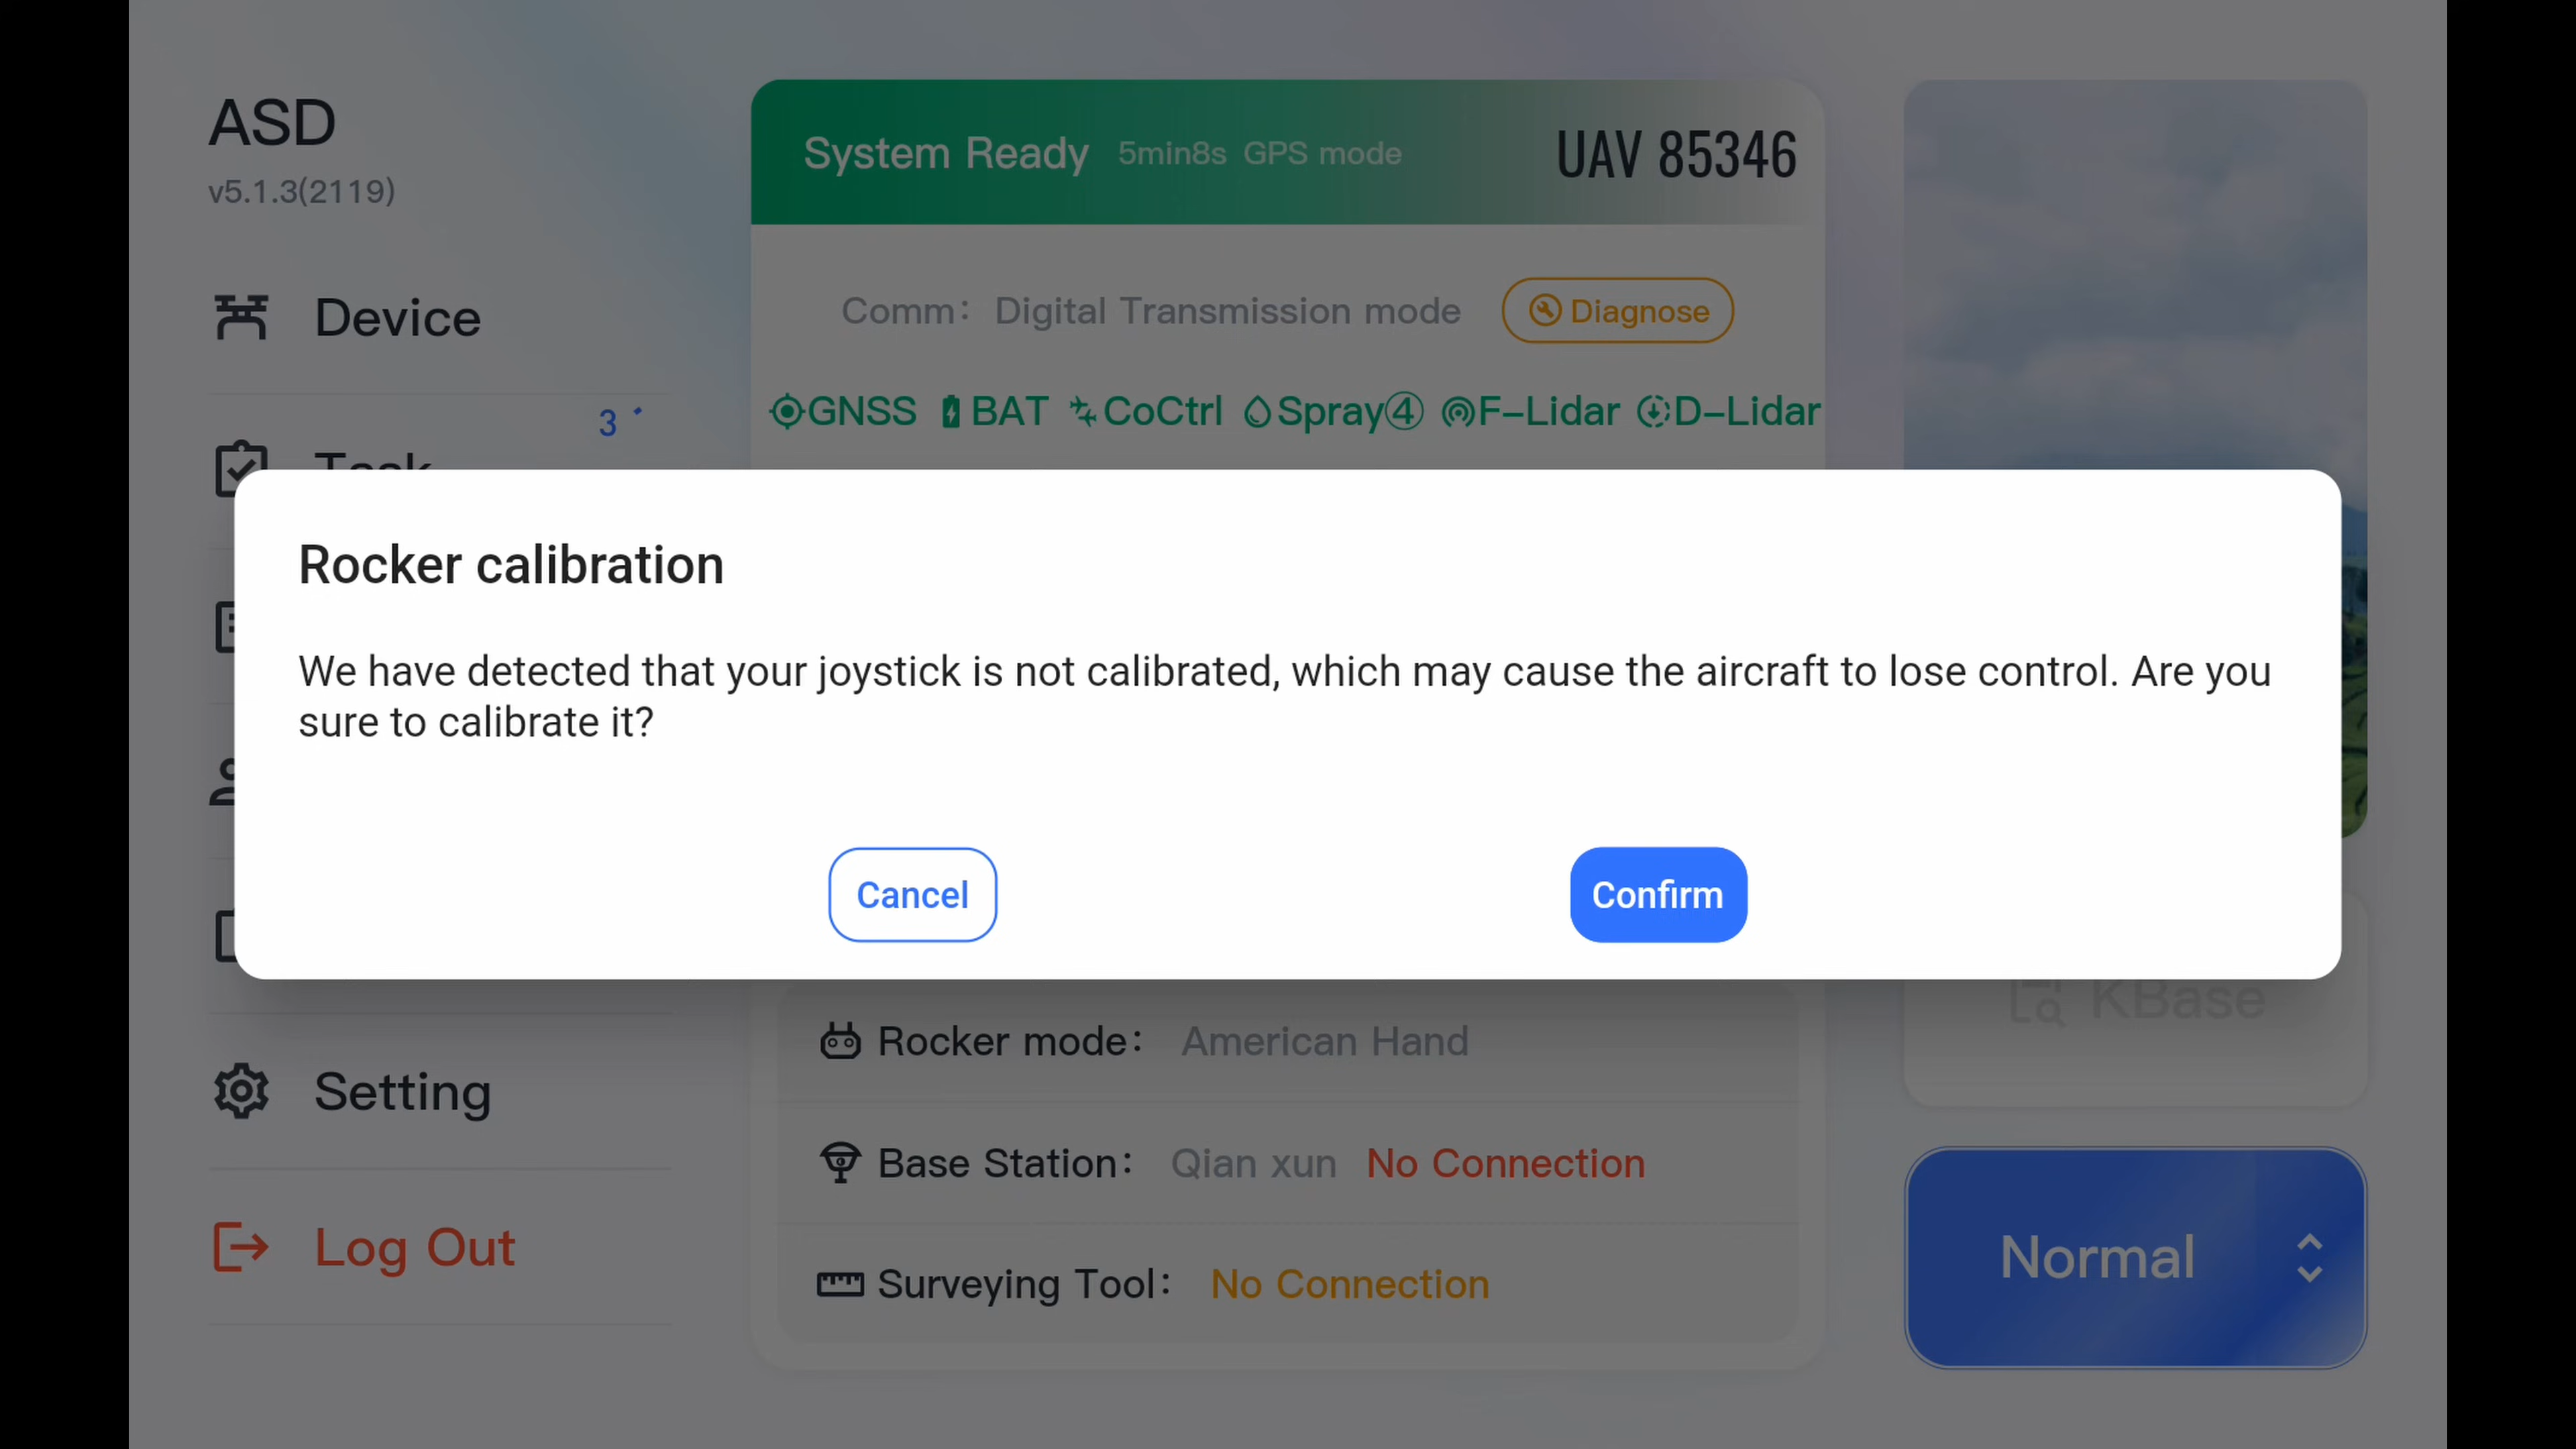 ASD
v5.1.3(2119)
Device
3
Task
Setting
Log Out
System Ready 5min8s GPS mode UAV 85346
Comm: Digital Transmission mode Diagnose
GNSS BAT CoCtrl Spray④ F-Lidar D-Lidar
Rocker calibration
We have detected that your joystick is not calibrated, which may cause the aircraft to lose control. Are you
sure to calibrate it?
Cancel Confirm
Rocker mode: American Hand
Base Station: Qian xun No Connection
Surveying Tool: No Connection
KBase
Normal